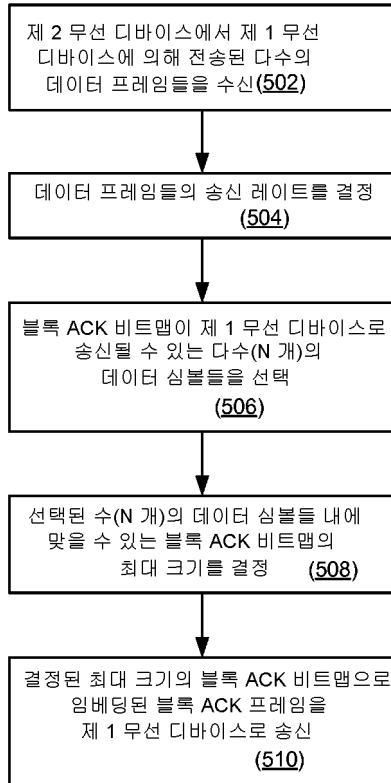 제 2 무선 디바이스에서 제 1 무선
디바이스에 의해 전송된 다수의
데이터 프레임들을 수신(502)
데이터 프레임들의 송신 레이트를 결정
(504)
블록 ACK 비트맵이 제 1 무선 디바이스로
송신될 수 있는 다수(N 개)의
데이터 심볼들을 선택
(506)
선택된 수(N 개)의 데이터 심볼들 내에
맞을 수 있는 블록 ACK 비트맵의
최대 크기를 결정 (508)
결정된 최대 크기의 블록 ACK 비트맵으로
임베딩된 블록 ACK 프레임을
제 1 무선 디바이스로 송신
(510)